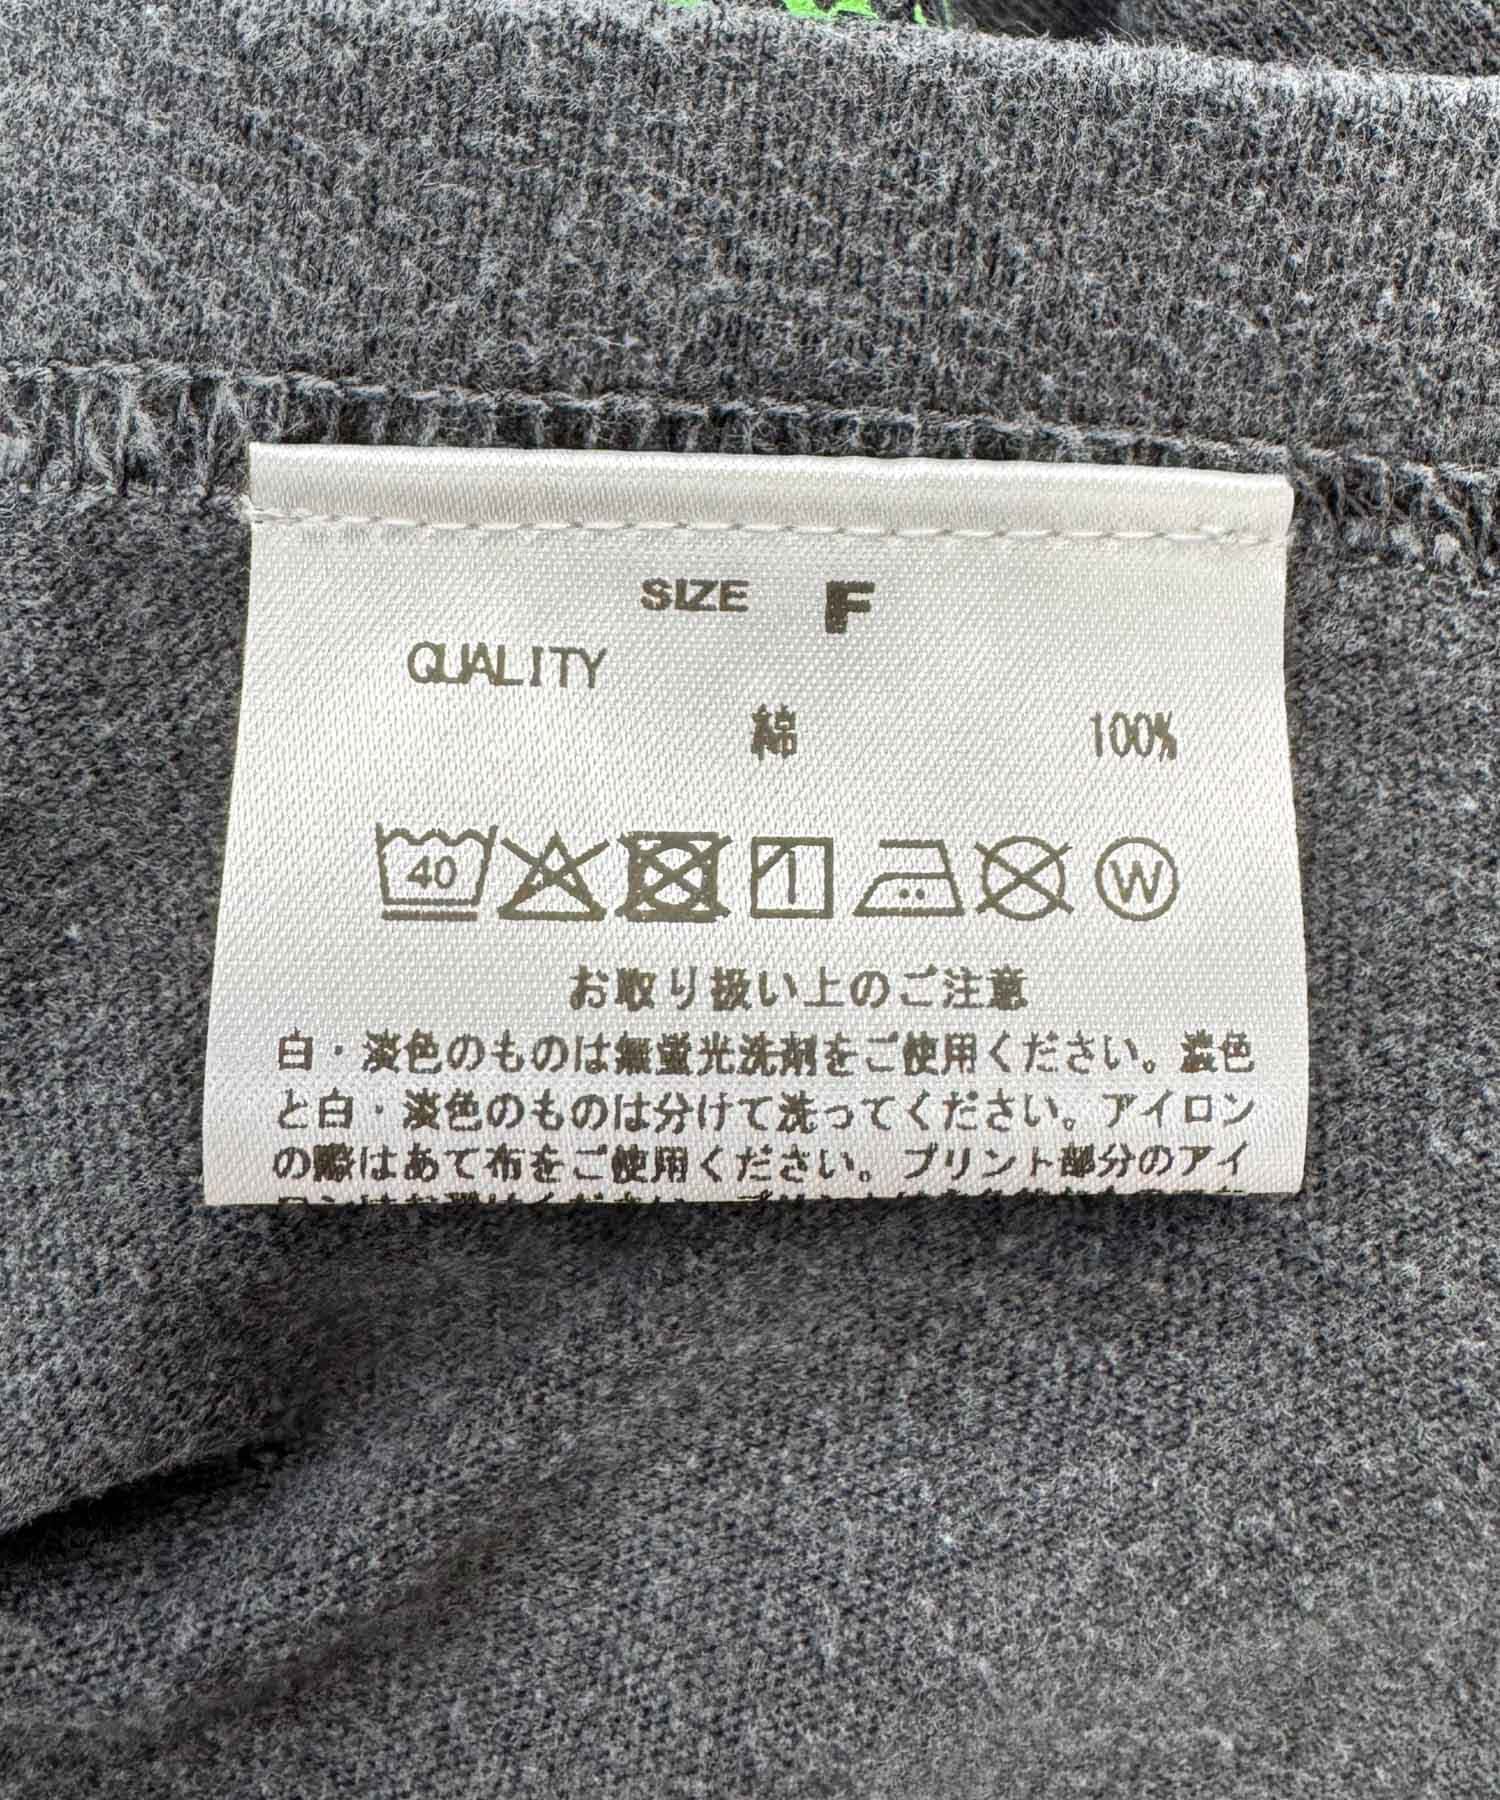 SIZE F
QUALITY
綿 100%
40
W
お取り扱い上のご注意
白・淡色のものは無蛍光洗剤をご使用ください。濃色
と白・淡色のものは分けて洗ってください。アイロン
の際はあて布をご使用ください。プリント部分のアイ